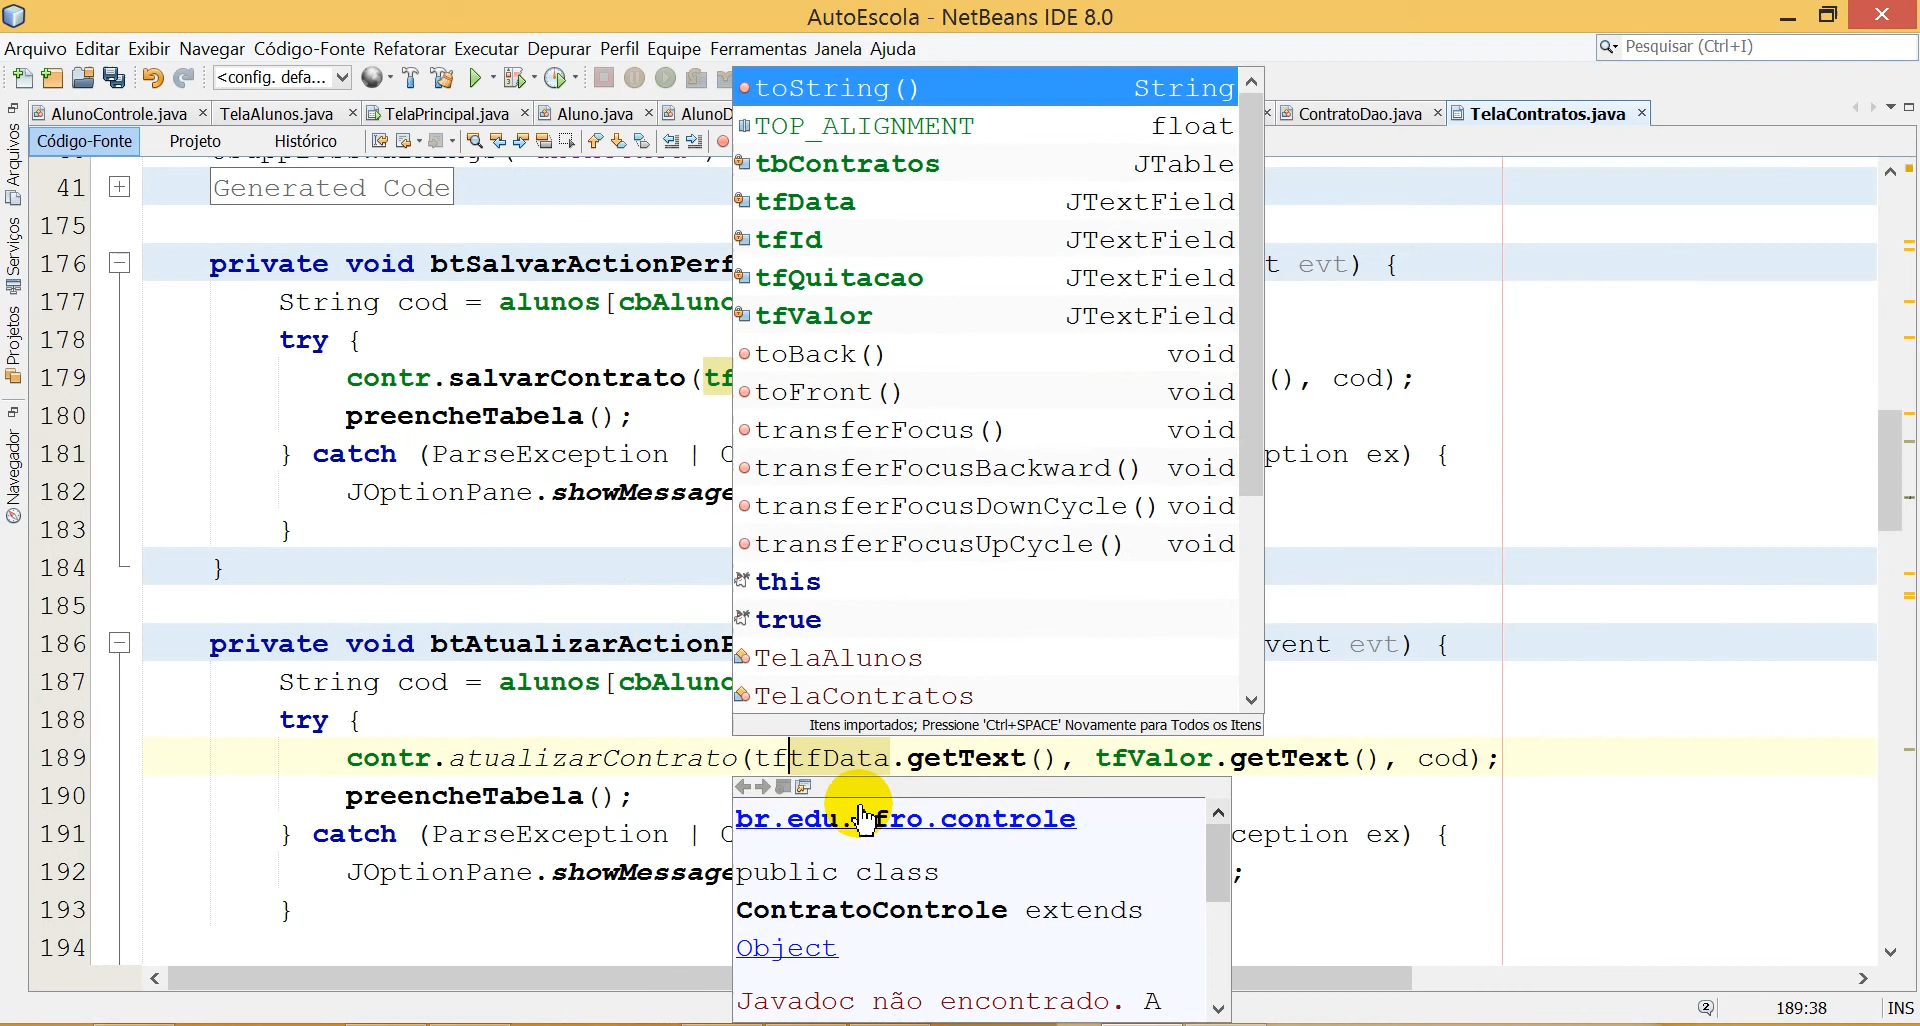 AutoEscola - NetBeans IDE 8.0
Arquivo Editar Exibir Navegar Código-Fonte Refatorar Executar Depurar Perfil Equipe Ferramentas Janela Ajuda
Pesquisar (Ctrl+I)
<config. defa...
AlunoControle.java TelaAlunos.java TelaPrincipal.java Aluno.java AlunoD ContratoDao.java TelaContratos.java
Código-Fonte Projeto Histórico
Arquivos
Serviços
Projetos
Navegador
toString() String
TOP_ALIGNMENT float
tbContratos JTable
tfData JTextField
tfId JTextField
tfQuitacao JTextField
tfValor JTextField
toBack() void
toFront() void
transferFocus() void
transferFocusBackward() void
transferFocusDownCycle() void
transferFocusUpCycle() void
this
true
TelaAlunos
TelaContratos
Itens importados; Pressione 'Ctrl+SPACE' Novamente para Todos os Itens
41 Generated Code
175
176 private void btSalvarActionPerf t evt) {
177 String cod = alunos[cbAluno
178 try {
179 contr.salvarContrato(tf (), cod);
180 preencheTabela();
181 } catch (ParseException | C ption ex) {
182 JOptionPane.showMessage
183 }
184 }
185
186 private void btAtualizarActionP vent evt) {
187 String cod = alunos[cbAluno
188 try {
189 contr.atualizarContrato(tftfData.getText(), tfValor.getText(), cod);
190 preencheTabela();
191 } catch (ParseException | C ception ex) {
192 JOptionPane.showMessage ;
193 }
194
public class
ContratoControle extends
Object
Javadoc não encontrado. A
189:38 INS